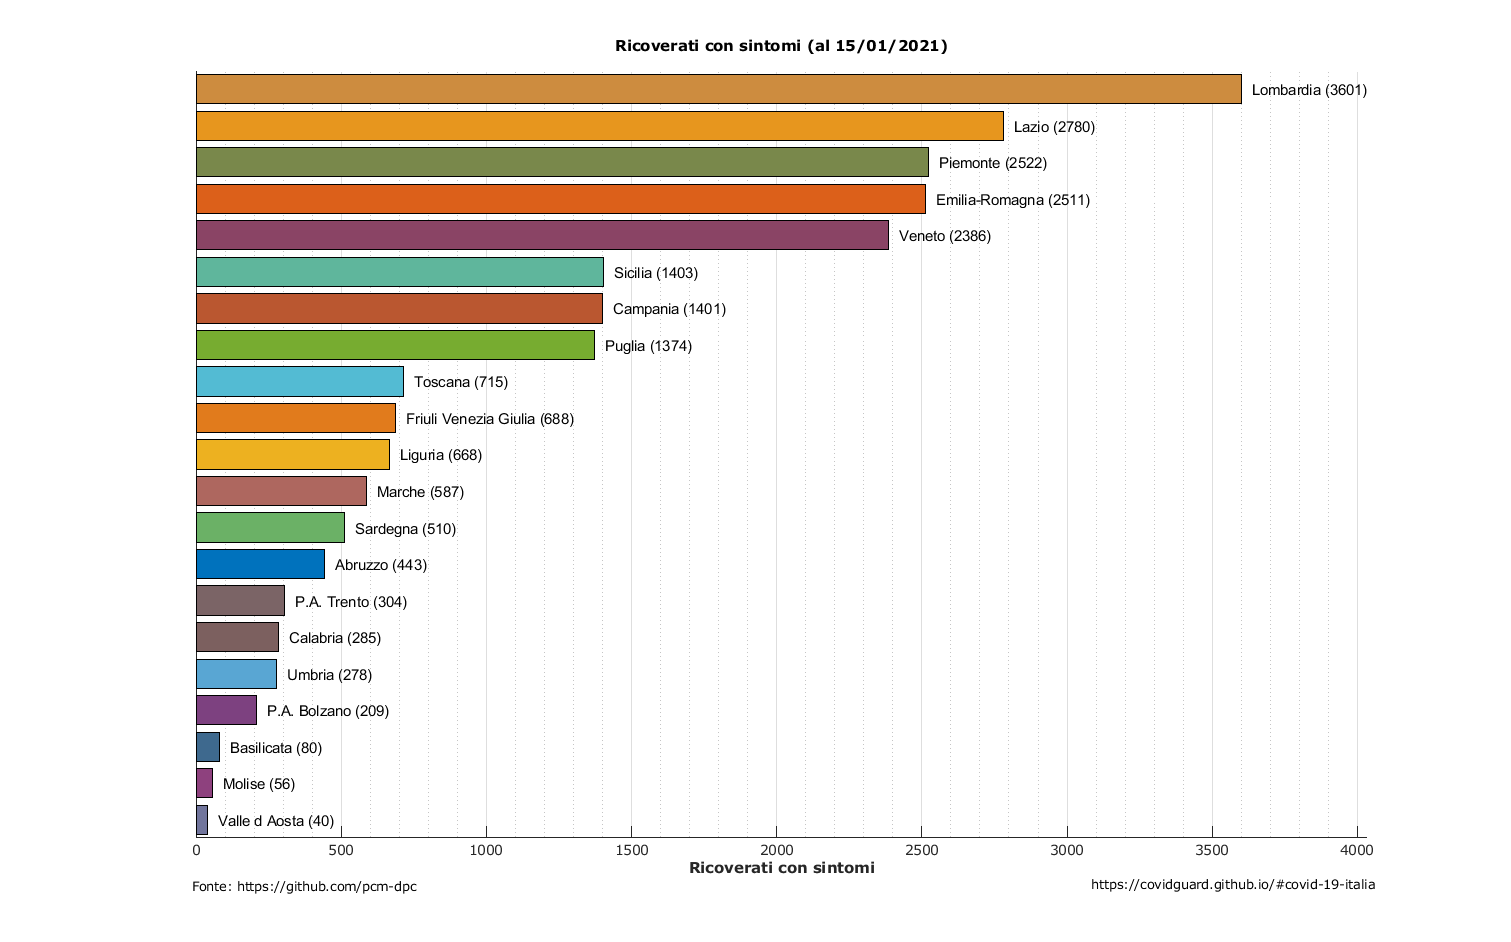 Ricoverati con sintomi (al 15/01/2021)
Lombardia (3601)
Lazio (2780)
Piemonte (2522)
Emilia-Romagna (2511)
Veneto (2386)
Sicilia (1403)
Campania (1401)
Puglia (1374)
Toscana (715)
Friuli Venezia Giulia (688)
Liguria (668)
Marche (587)
Sardegna (510)
Abruzzo (443)
P.A. Trento (304)
Calabria (285)
Umbria (278)
P.A. Bolzano (209)
Basilicata (80)
Molise (56)
Valle d Aosta (40)
0 500 1000 1500 2000 2500 3000 3500 4000
Ricoverati con sintomi
Fonte: https://github.com/pcm-dpc
https://covidguard.github.io/#covid-19-italia